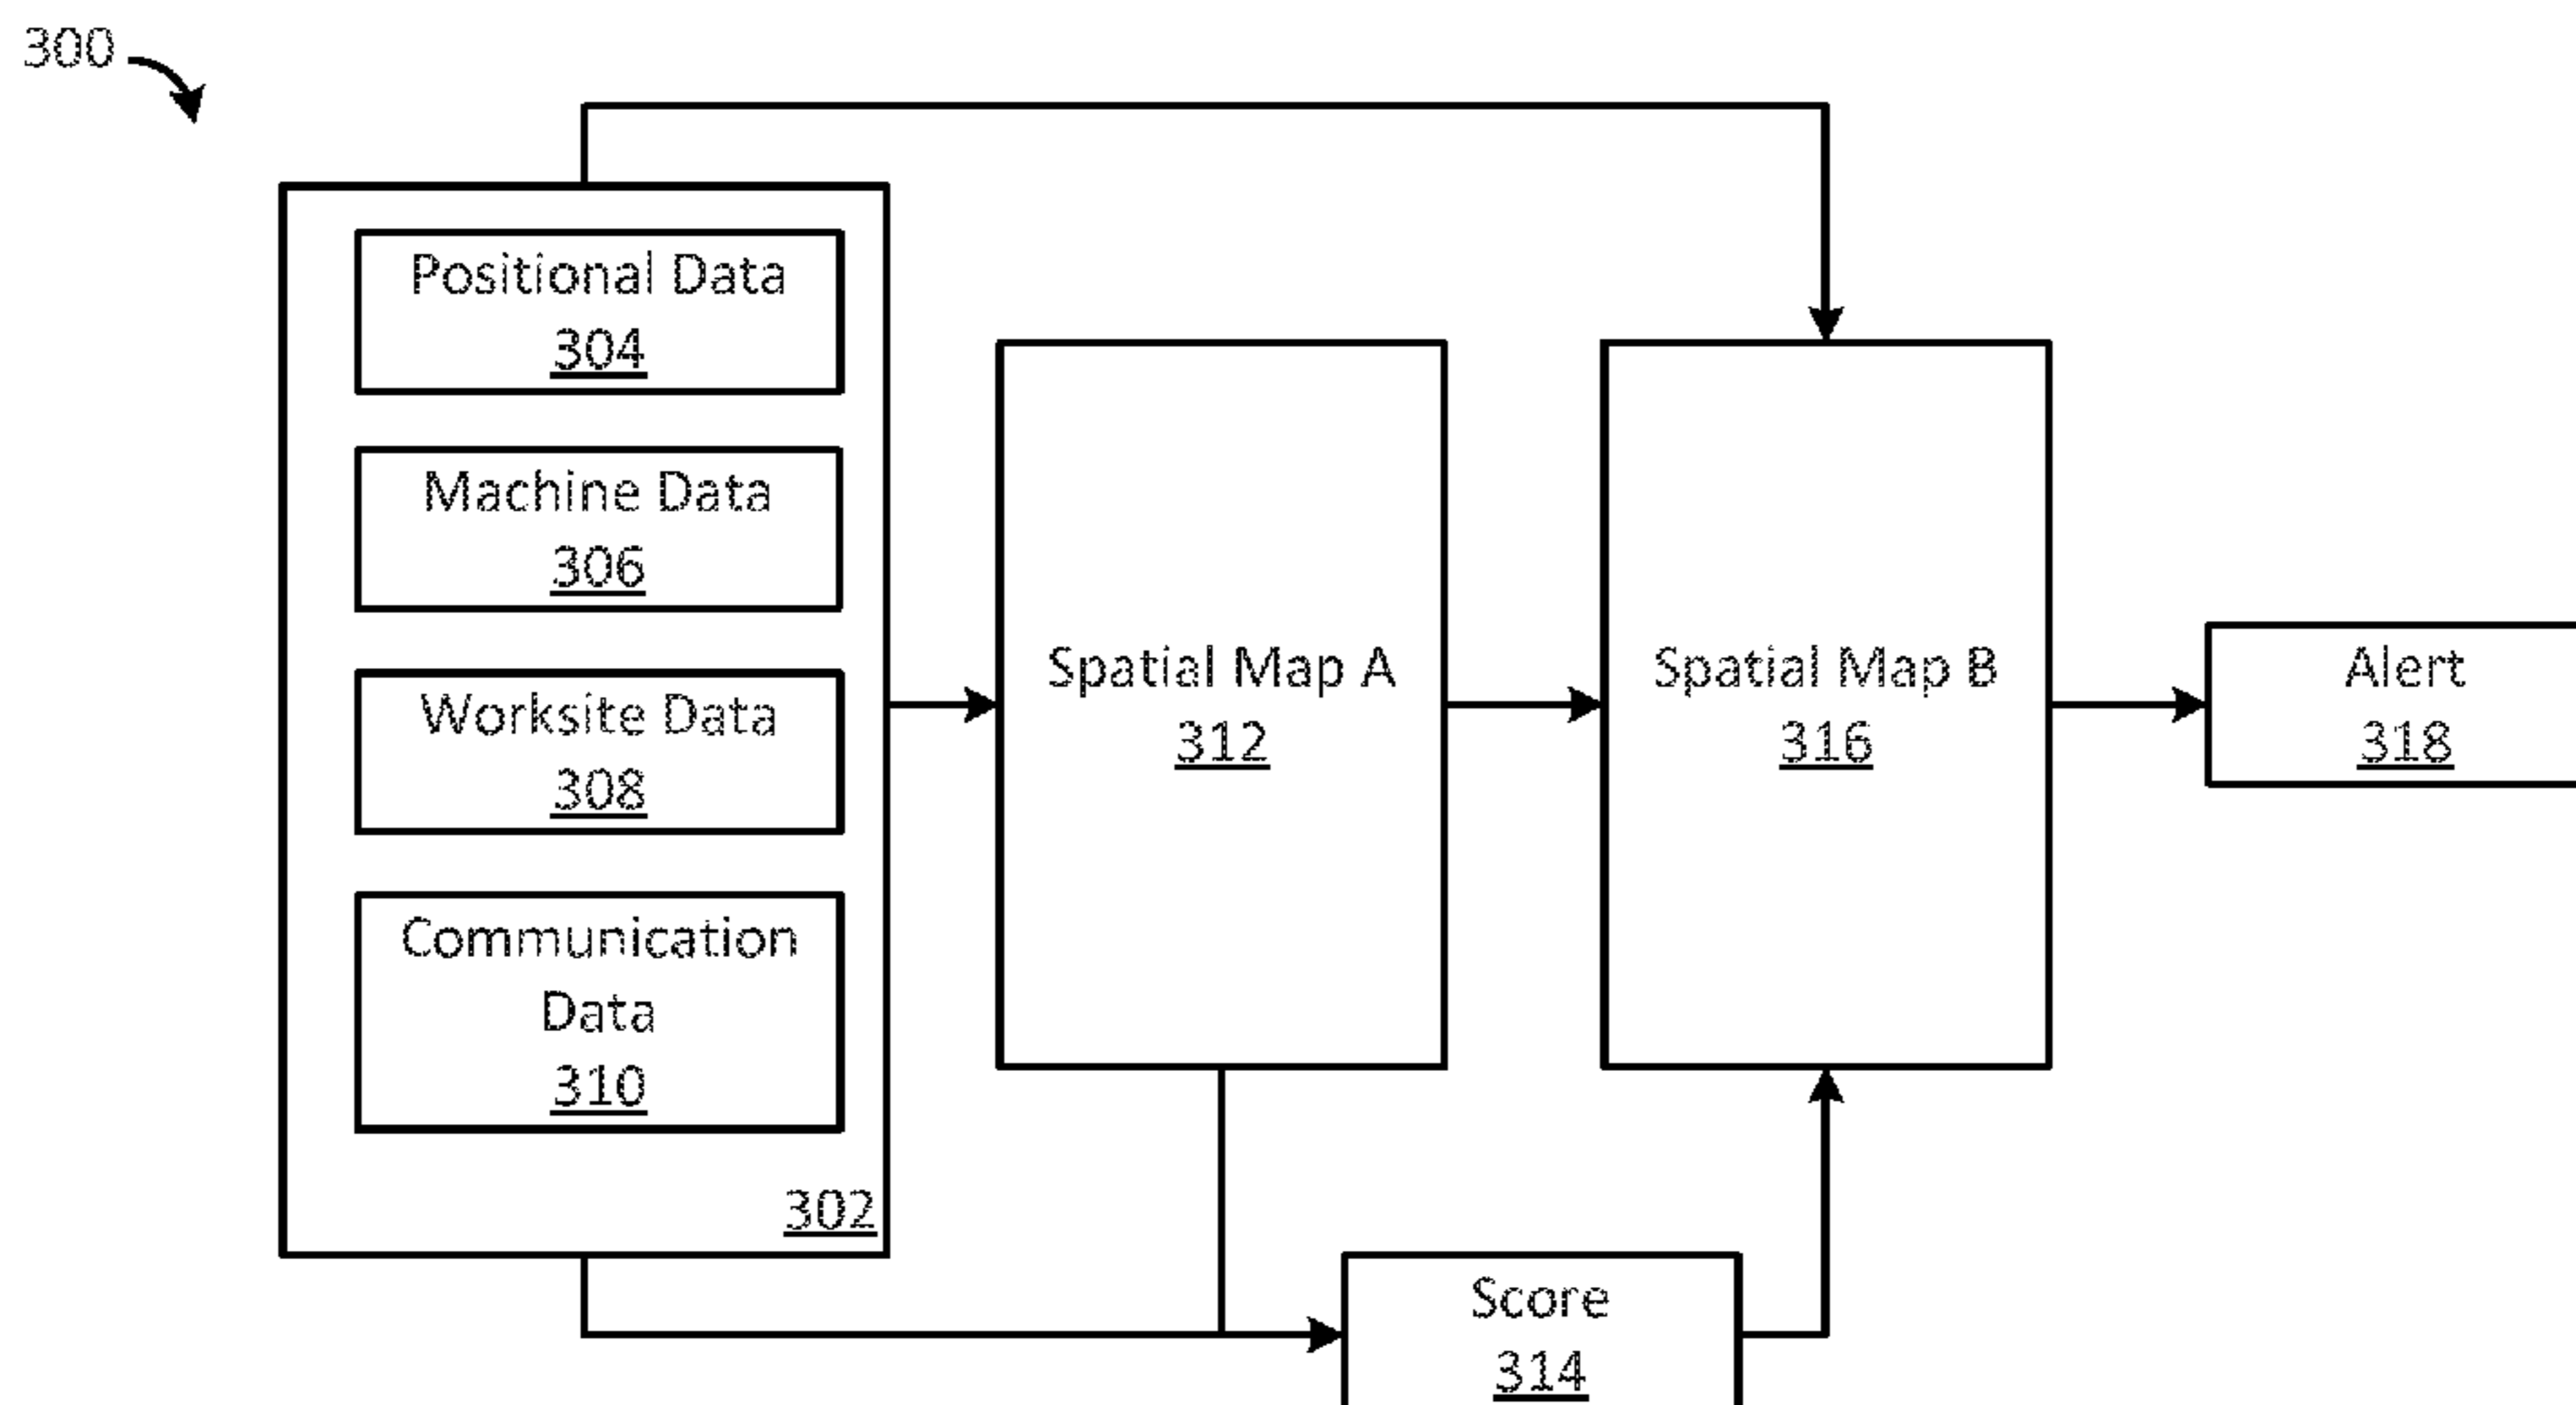 300
Positional Data
304
Machine Data
306
Worksite Data
308
Communication
Data
310
302
Spatial Map A
312
Spatial Map B
316
Alert
318
Score
314